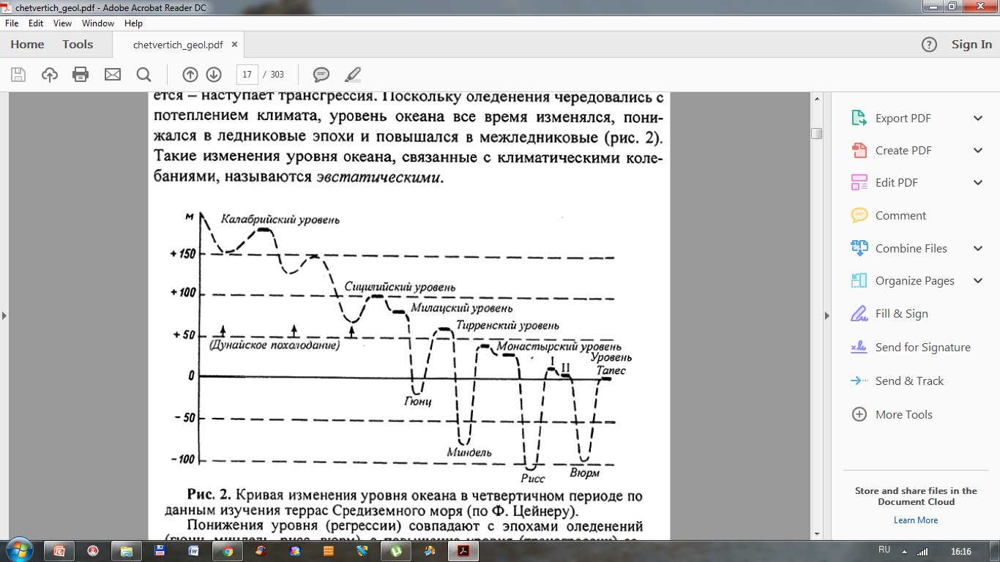 chetvertich_geol.pdf - Adobe Acrobat Reader DC
File Edit View Window Help
Home Tools chetvertich_geol.pdf × ? Sign In
17 / 303
ется – наступает трансгрессия. Поскольку оледенения чередовались с
потеплением климата, уровень океана все время изменялся, пони-
жался в ледниковые эпохи и повышался в межледниковые (рис. 2).
Такие изменения уровня океана, связанные с климатическими коле-
баниями, называются эвстатическими.
м
Калабрийский уровень
+ 150
Сицилийский уровень
+ 100
Милацский уровень
Тирренский уровень
+ 50
(Дунайское похолодание)
Монастырский уровень
I
II
Уровень
Тапес
0
Гюнц
- 50
Миндель
-100
Рисс
Вюрм
Рис. 2. Кривая изменения уровня океана в четвертичном периоде по
данным изучения террас Средиземного моря (по Ф. Цейнеру).
Понижения уровня (регрессии) совпадают с эпохами оледенений
Export PDF
Create PDF
Edit PDF
Comment
Combine Files
Organize Pages
Fill & Sign
Send for Signature
Send & Track
More Tools
Store and share files in the
Document Cloud
Learn More
RU
16:16